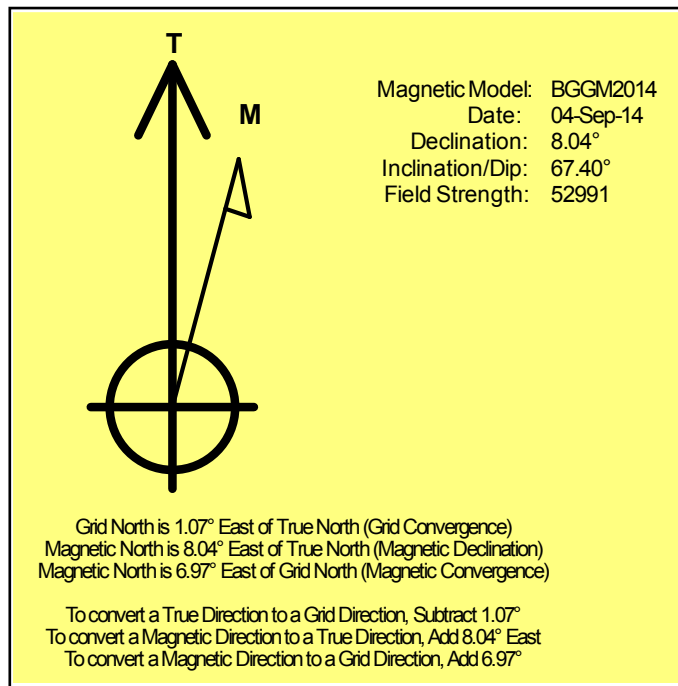 T
M
Magnetic Model: BGGM2014
Date: 04-Sep-14
Declination: 8.04°
Inclination/Dip: 67.40°
Field Strength: 52991
Grid North is 1.07° East of True North (Grid Convergence)
Magnetic North is 8.04° East of True North (Magnetic Declination)
Magnetic North is 6.97° East of Grid North (Magnetic Convergence)
To convert a True Direction to a Grid Direction, Subtract 1.07°
To convert a Magnetic Direction to a True Direction, Add 8.04° East
To convert a Magnetic Direction to a Grid Direction, Add 6.97°